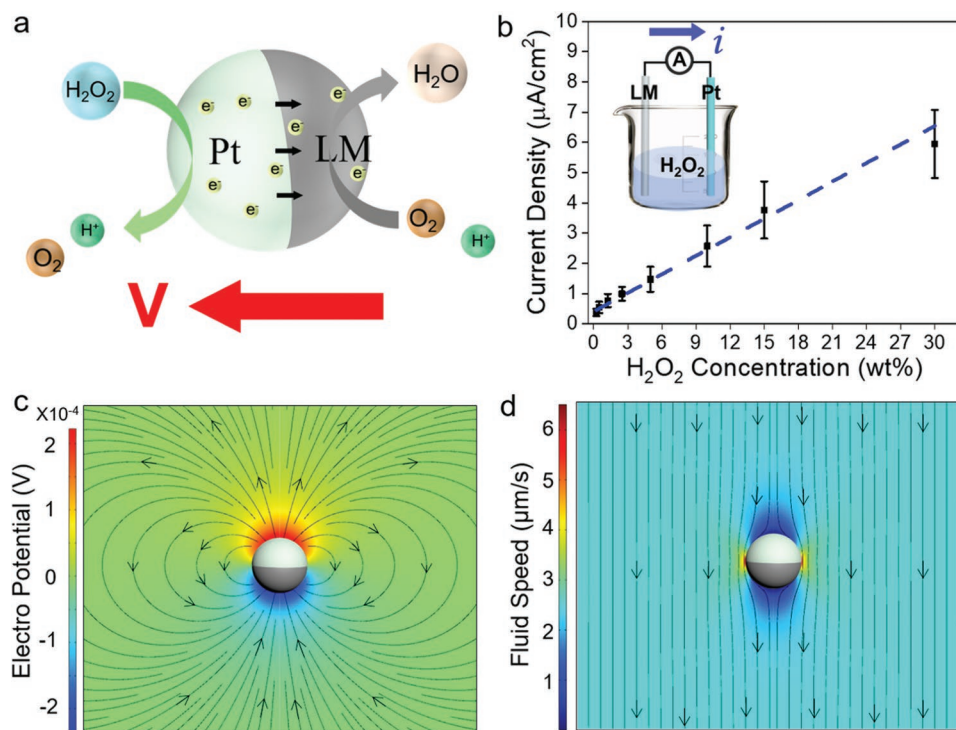 a
H₂O₂
H₂O
e⁻ e⁻ e⁻ e⁻ e⁻ e⁻ e⁻ e⁻ e⁻
Pt LM
O₂
H⁺
O₂
H⁺
V
b
Current Density (μA/cm²)
10
9
8
7
6
5
4
3
2
1
0
i
A
LM Pt
H₂O₂
0 3 6 9 12 15 18 21 24 27 30
H₂O₂ Concentration (wt%)
c
X10⁻⁴
Electro Potential (V)
2
1
0
-1
-2
d
Fluid Speed (μm/s)
6
5
4
3
2
1